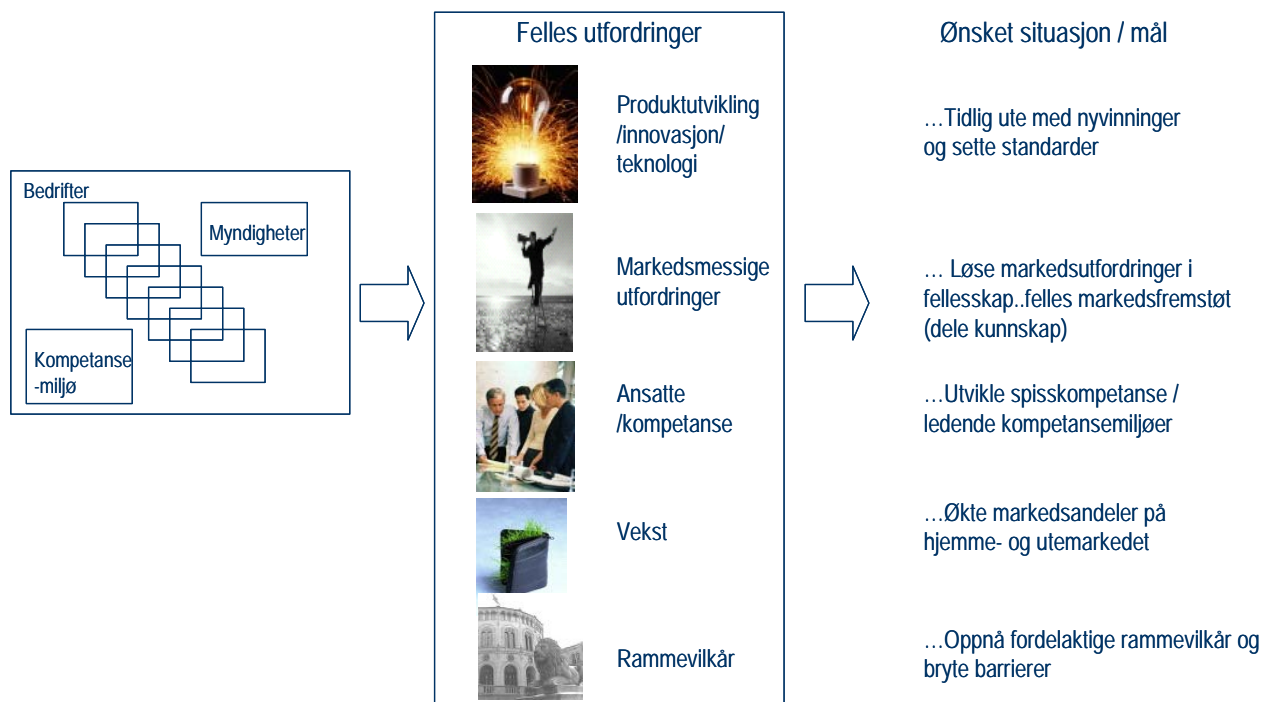 Felles utfordringer
Ønsket situasjon / mål
Bedrifter
Myndigheter
Kompetanse
-miljø
Produktutvikling
/innovasjon/
teknologi
…Tidlig ute med nyvinninger
og sette standarder
Markedsmessige
utfordringer
… Løse markedsutfordringer i
fellesskap..felles markedsfremstøt
(dele kunnskap)
Ansatte
/kompetanse
…Utvikle spisskompetanse /
ledende kompetansemiljøer
Vekst
…Økte markedsandeler på
hjemme- og utemarkedet
Rammevilkår
…Oppnå fordelaktige rammevilkår og
bryte barrierer